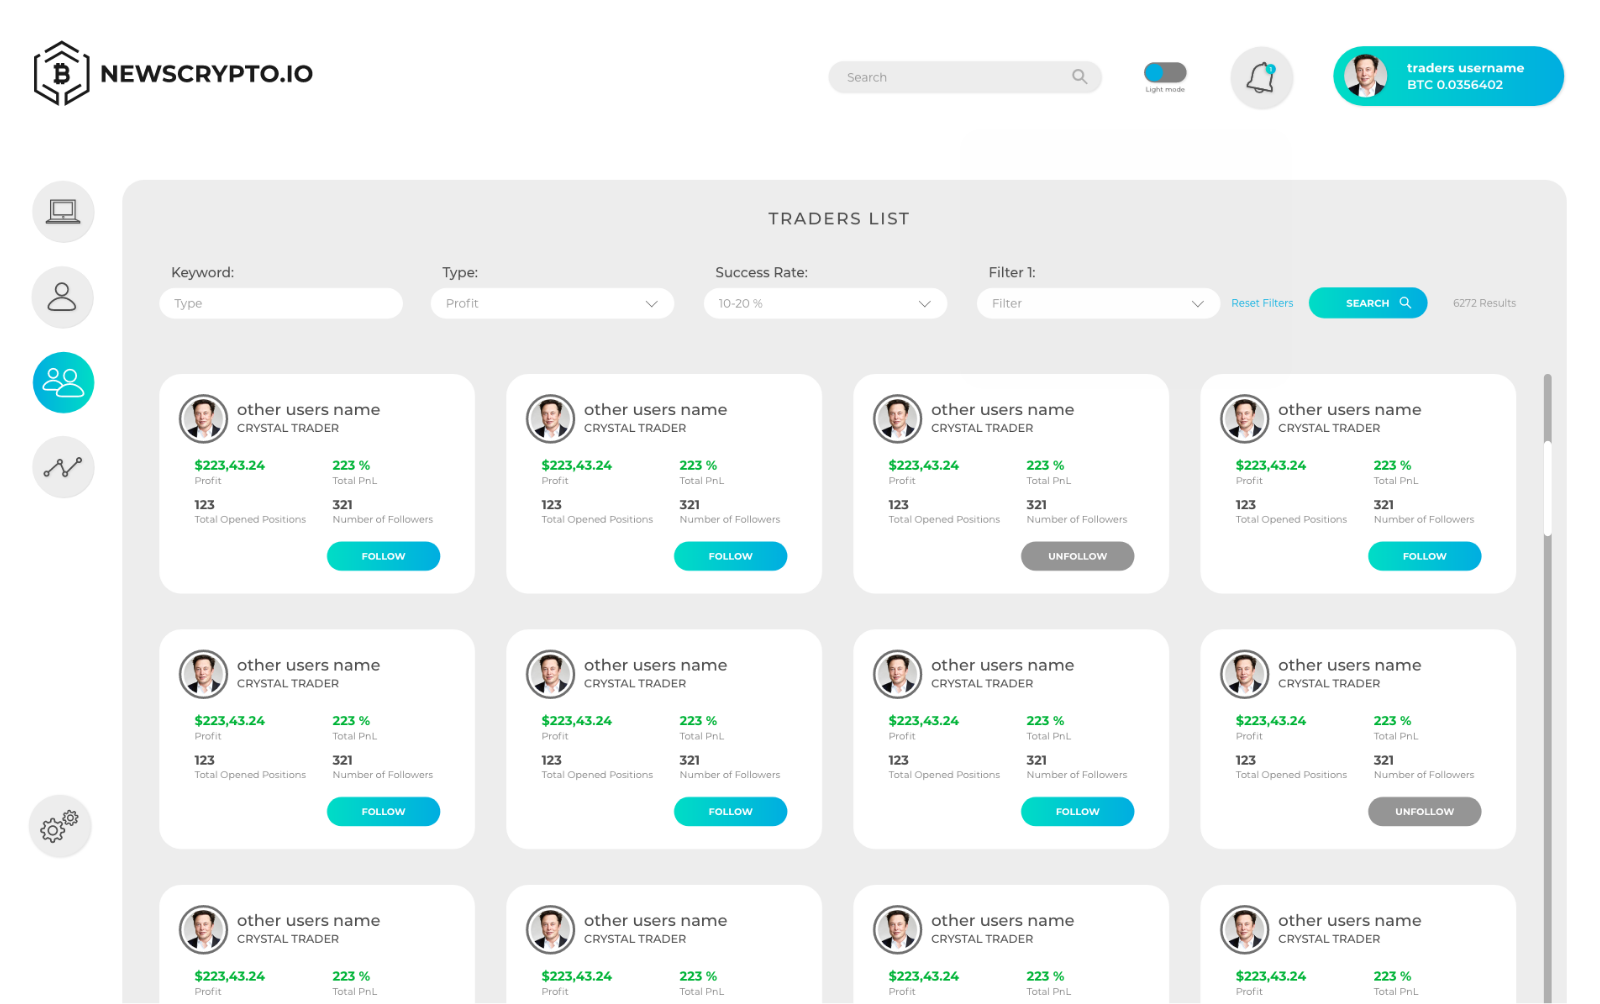 NEWSCRYPTO.IO
Search
Light mode
1
traders username
BTC 0.0356402
TRADERS LIST
Keyword: Type: Success Rate: Filter 1:
Type Profit 10-20 % Filter Reset Filters SEARCH 6272 Results
other users name other users name other users name other users name
CRYSTAL TRADER CRYSTAL TRADER CRYSTAL TRADER CRYSTAL TRADER
$223,43.24 223 % $223,43.24 223 % $223,43.24 223 % $223,43.24 223 %
Profit Total PnL Profit Total PnL Profit Total PnL Profit Total PnL
123 321 123 321 123 321 123 321
Total Opened Positions Number of Followers Total Opened Positions Number of Followers Total Opened Positions Number of Followers Total Opened Positions Number of Followers
FOLLOW FOLLOW UNFOLLOW FOLLOW
other users name other users name other users name other users name
CRYSTAL TRADER CRYSTAL TRADER CRYSTAL TRADER CRYSTAL TRADER
$223,43.24 223 % $223,43.24 223 % $223,43.24 223 % $223,43.24 223 %
Profit Total PnL Profit Total PnL Profit Total PnL Profit Total PnL
123 321 123 321 123 321 123 321
Total Opened Positions Number of Followers Total Opened Positions Number of Followers Total Opened Positions Number of Followers Total Opened Positions Number of Followers
FOLLOW FOLLOW FOLLOW UNFOLLOW
other users name other users name other users name other users name
CRYSTAL TRADER CRYSTAL TRADER CRYSTAL TRADER CRYSTAL TRADER
$223,43.24 223 % $223,43.24 223 % $223,43.24 223 % $223,43.24 223 %
Profit Total PnL Profit Total PnL Profit Total PnL Profit Total PnL